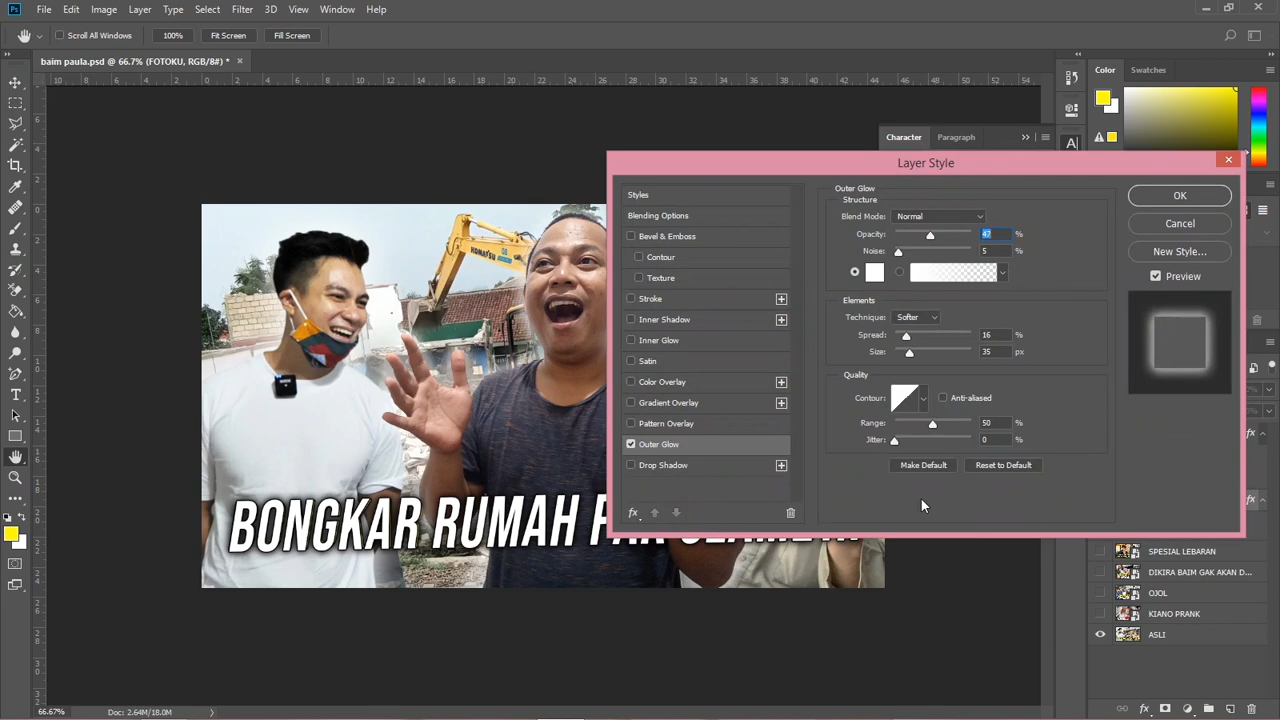 Ps File Edit Image Layer Type Select Filter 3D View Window Help
Scroll All Windows 100% Fit Screen Fill Screen
baim paula.psd @ 66.7% (FOTOKU, RGB/8#) * ×
Color Swatches
Character Paragraph
Layer Style
Styles
Blending Options
Bevel & Emboss
Contour
Texture
Stroke
Inner Shadow
Inner Glow
Satin
Color Overlay
Gradient Overlay
Pattern Overlay
Outer Glow
Drop Shadow
fx
Outer Glow
Structure
Blend Mode: Normal
Opacity: 47 %
Noise: 5 %
Elements
Technique: Softer
Spread: 16 %
Size: 35 px
Quality
Contour: Anti-aliased
Range: 50 %
Jitter: 0 %
Make Default Reset to Default
OK
Cancel
New Style...
Preview
KOMATSU
BONGKAR RUMAH
SPESIAL LEBARAN
DIKIRA BAIM GAK AKAN D...
OJOL
KIANO PRANK
ASLI
66.67% Doc: 2.64M/18.0M